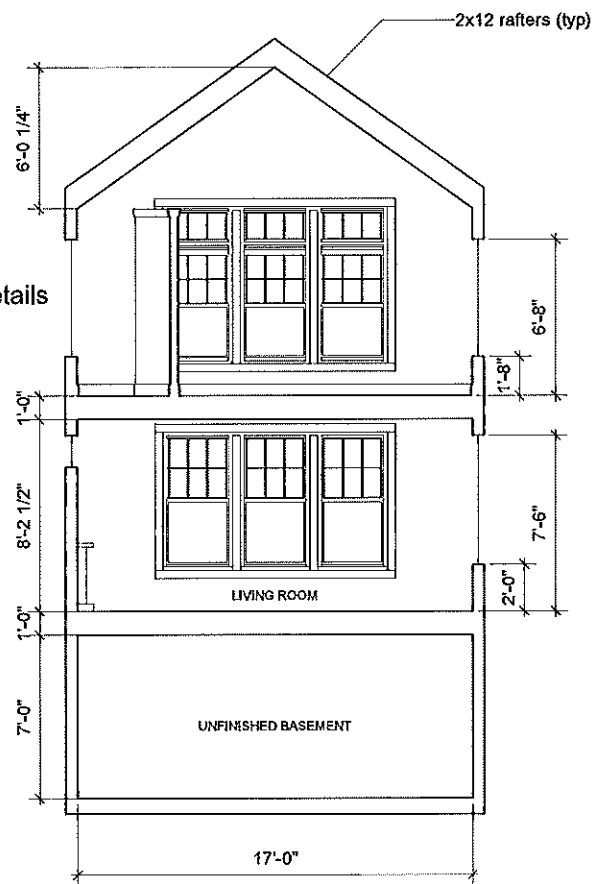 2x12 rafters (typ)
6'-0 1/4"
etails
6'-8"
1'-8"
1'-0"
8'-2 1/2"
7'-6"
2'-0"
LIVING ROOM
1'-0"
7'-0"
UNFINISHED BASEMENT
17'-0"